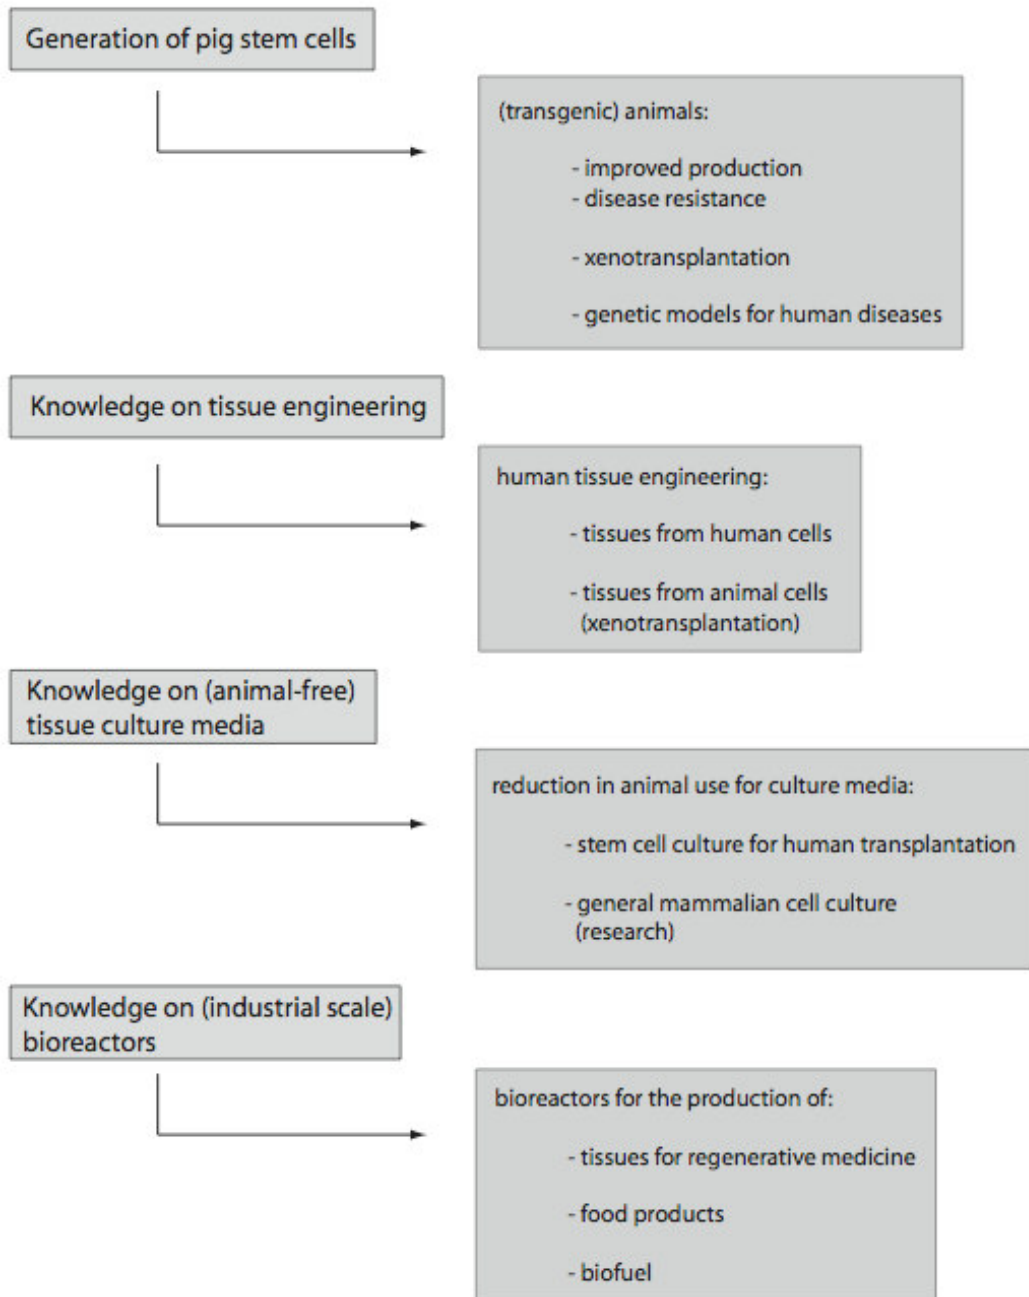 Generation of pig stem cells
(transgenic) animals:
- improved production
- disease resistance
- xenotransplantation
- genetic models for human diseases
Knowledge on tissue engineering
human tissue engineering:
- tissues from human cells
- tissues from animal cells
(xenotransplantation)
Knowledge on (animal-free)
tissue culture media
reduction in animal use for culture media:
- stem cell culture for human transplantation
- general mammalian cell culture
(research)
Knowledge on (industrial scale)
bioreactors
bioreactors for the production of:
- tissues for regenerative medicine
- food products
- biofuel